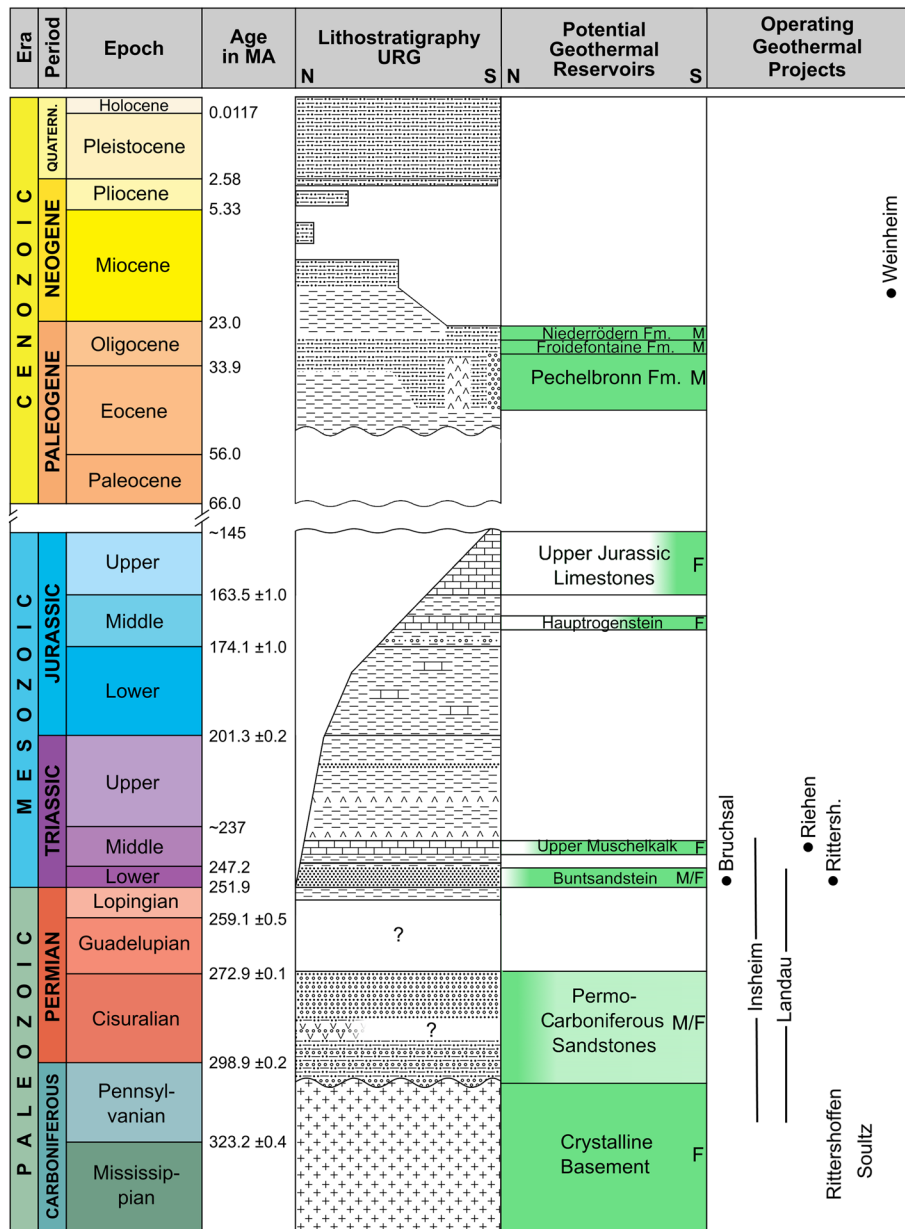 Era
Period
Epoch
Age
in MA
Lithostratigraphy
URG
N
S
Potential
Geothermal
Reservoirs
N
S
Operating
Geothermal
Projects
CENOZOIC
QUATERN.
Holocene
0.0117
Pleistocene
2.58
NEOGENE
Pliocene
5.33
Miocene
23.0
PALEOGENE
Oligocene
33.9
Eocene
56.0
Paleocene
66.0
Niederrödern Fm. M
Froidefontaine Fm. M
Pechelbronn Fm. M
Weinheim
MESOZOIC
JURASSIC
~145
Upper
163.5 ±1.0
Middle
174.1 ±1.0
Lower
201.3 ±0.2
TRIASSIC
Upper
~237
Middle
247.2
Lower
251.9
Upper Jurassic
Limestones
F
Hauptrogenstein F
Upper Muschelkalk F
Buntsandstein M/F
Bruchsal
Riehen
Rittersh.
PALEOZOIC
PERMIAN
Lopingian
259.1 ±0.5
Guadelupian
272.9 ±0.1
Cisuralian
298.9 ±0.2
CARBONIFEROUS
Pennsyl-
vanian
323.2 ±0.4
Mississip-
pian
?
?
Permo-
Carboniferous
Sandstones
M/F
Crystalline
Basement
F
Insheim
Landau
Rittershoffen
Soultz